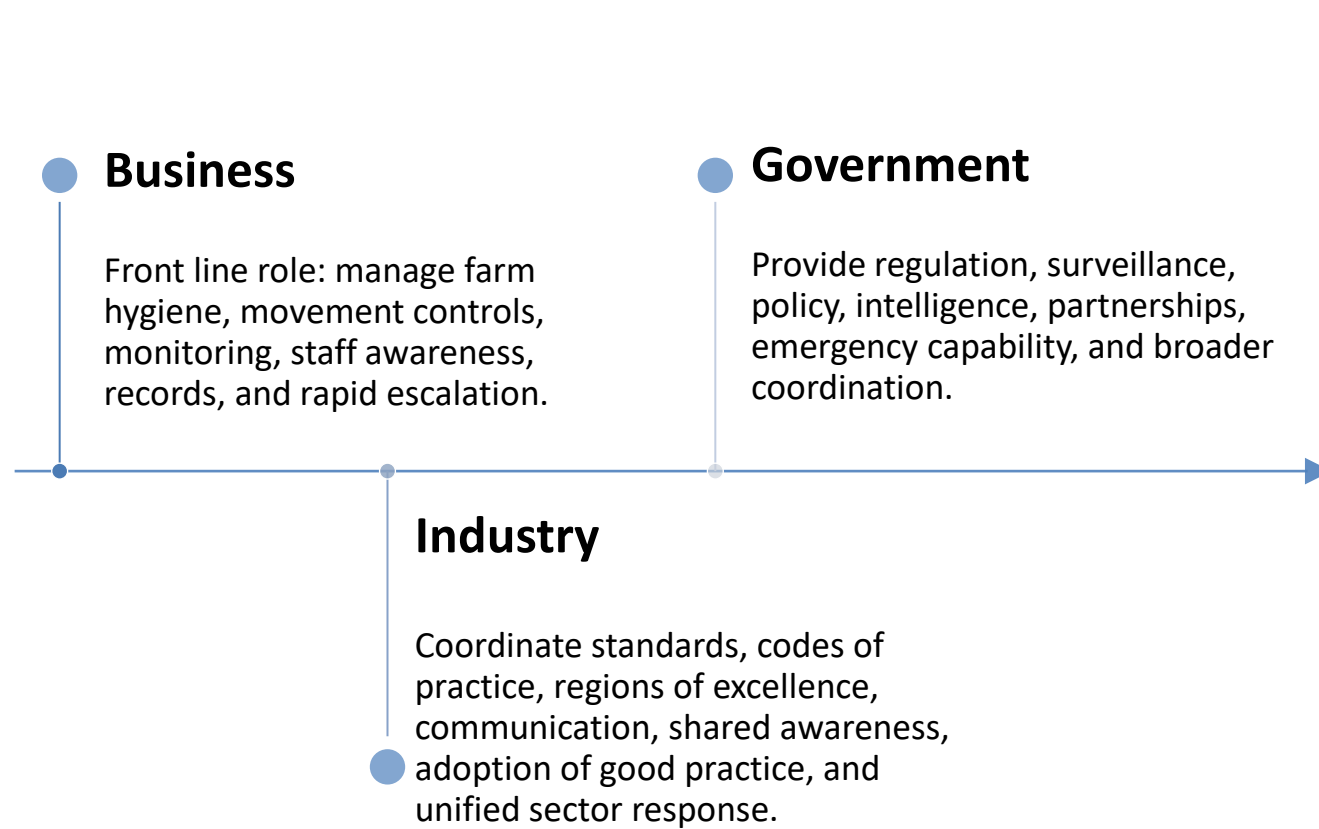 Business
Front line role: manage farm
hygiene, movement controls,
monitoring, staff awareness,
records, and rapid escalation.
Government
Provide regulation, surveillance,
policy, intelligence, partnerships,
emergency capability, and broader
coordination.
Industry
Coordinate standards, codes of
practice, regions of excellence,
communication, shared awareness,
adoption of good practice, and
unified sector response.